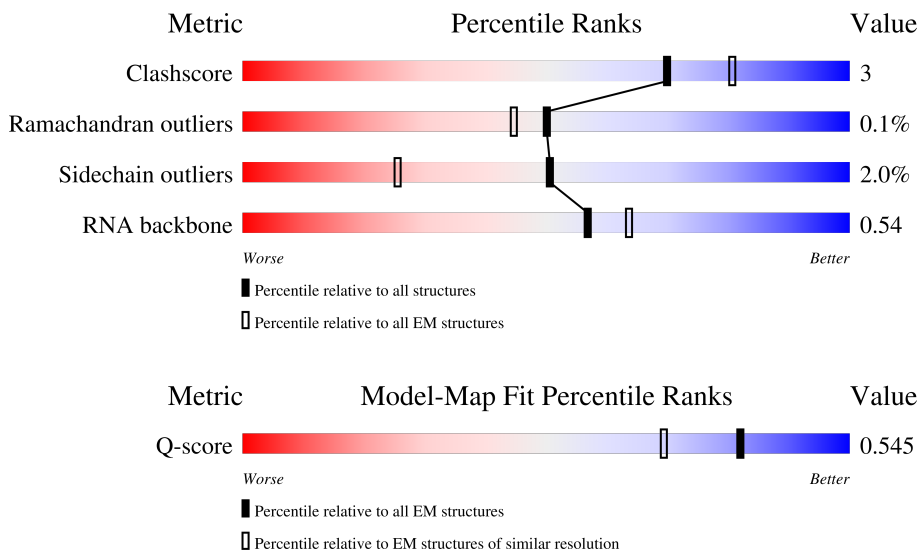 Metric Percentile Ranks Value
Clashscore 3
Ramachandran outliers 0.1%
Sidechain outliers 2.0%
RNA backbone 0.54
Worse Better
Percentile relative to all structures
Percentile relative to all EM structures
Metric Model-Map Fit Percentile Ranks Value
Q-score 0.545
Worse Better
Percentile relative to all EM structures
Percentile relative to EM structures of similar resolution